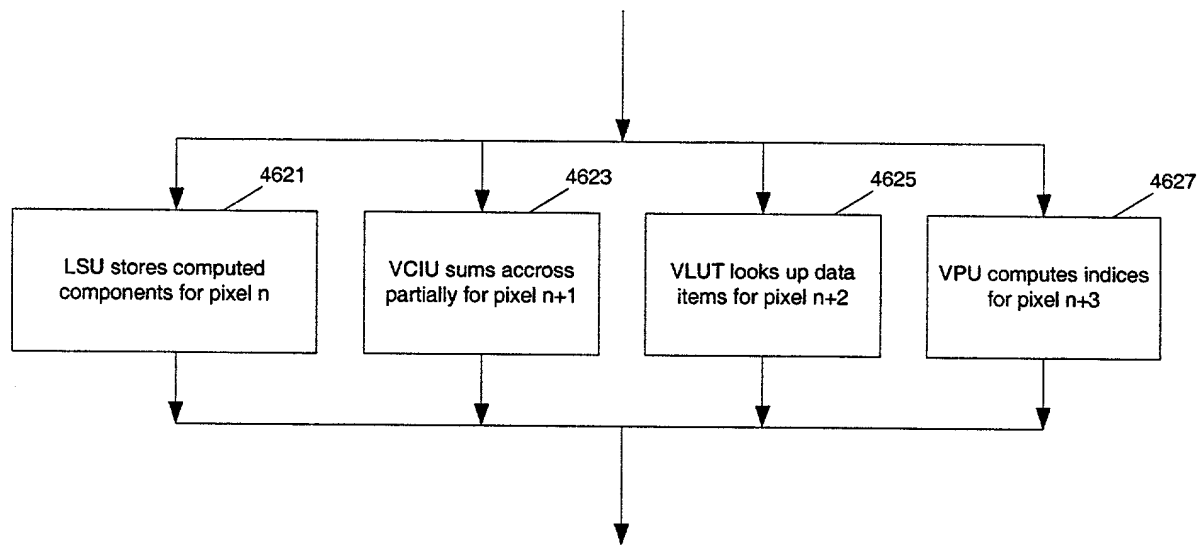 4621
4623
4625
4627
LSU stores computed
components for pixel n
VCIU sums accross
partially for pixel n+1
VLUT looks up data
items for pixel n+2
VPU computes indices
for pixel n+3